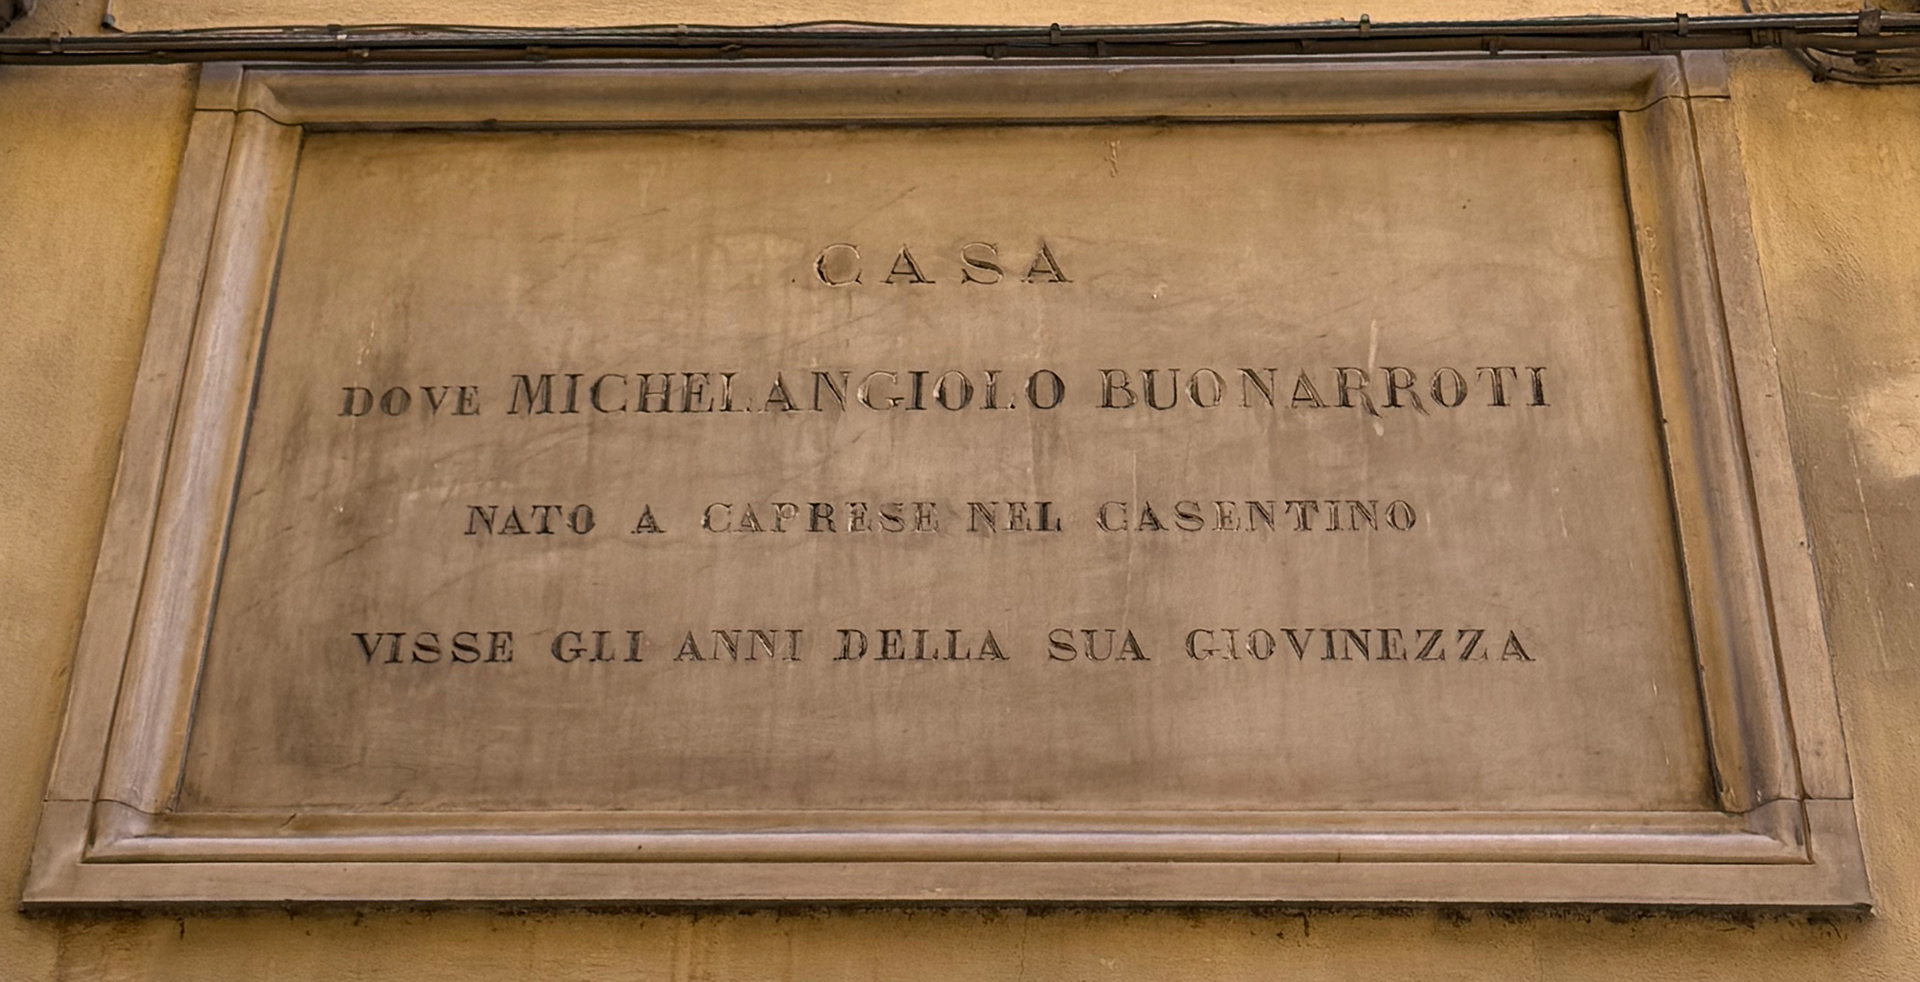 CASA
DOVE MICHELANGIOLO BUONARROTI
NATO A CAPRESE NEL CASENTINO
VISSE GLI ANNI DELLA SUA GIOVINEZZA